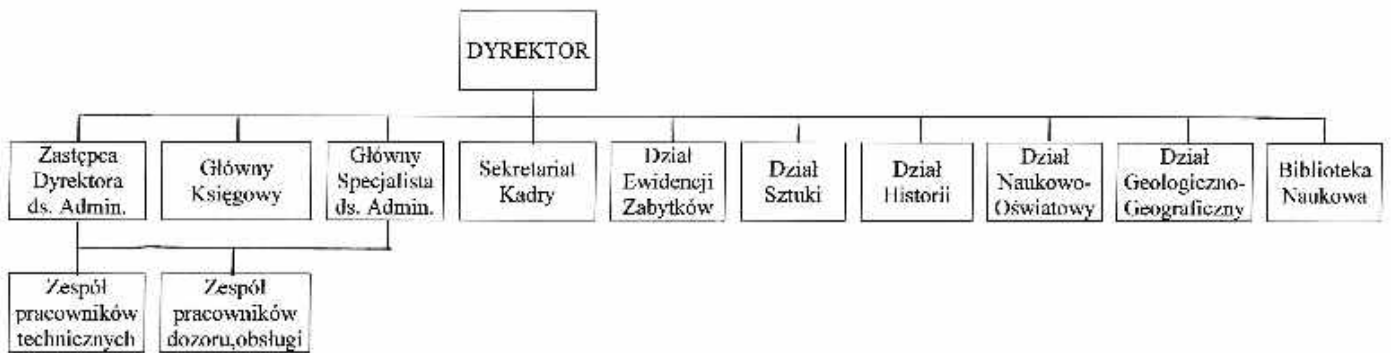 DYREKTOR
Zastępca
Dyrektora
ds. Admin.
Główny
Księgowy
Główny
Specjalista
ds. Admin.
Sekretariat
Kadry
Dział
Ewidencji
Zabytków
Dział
Sztuki
Dział
Historii
Dział
Naukowo-
Oświatowy
Dział
Geologiczno-
Geograficzny
Biblioteka
Naukowa
Zespół
pracowników
technicznych
Zespół
pracowników
dozoru,obsługi